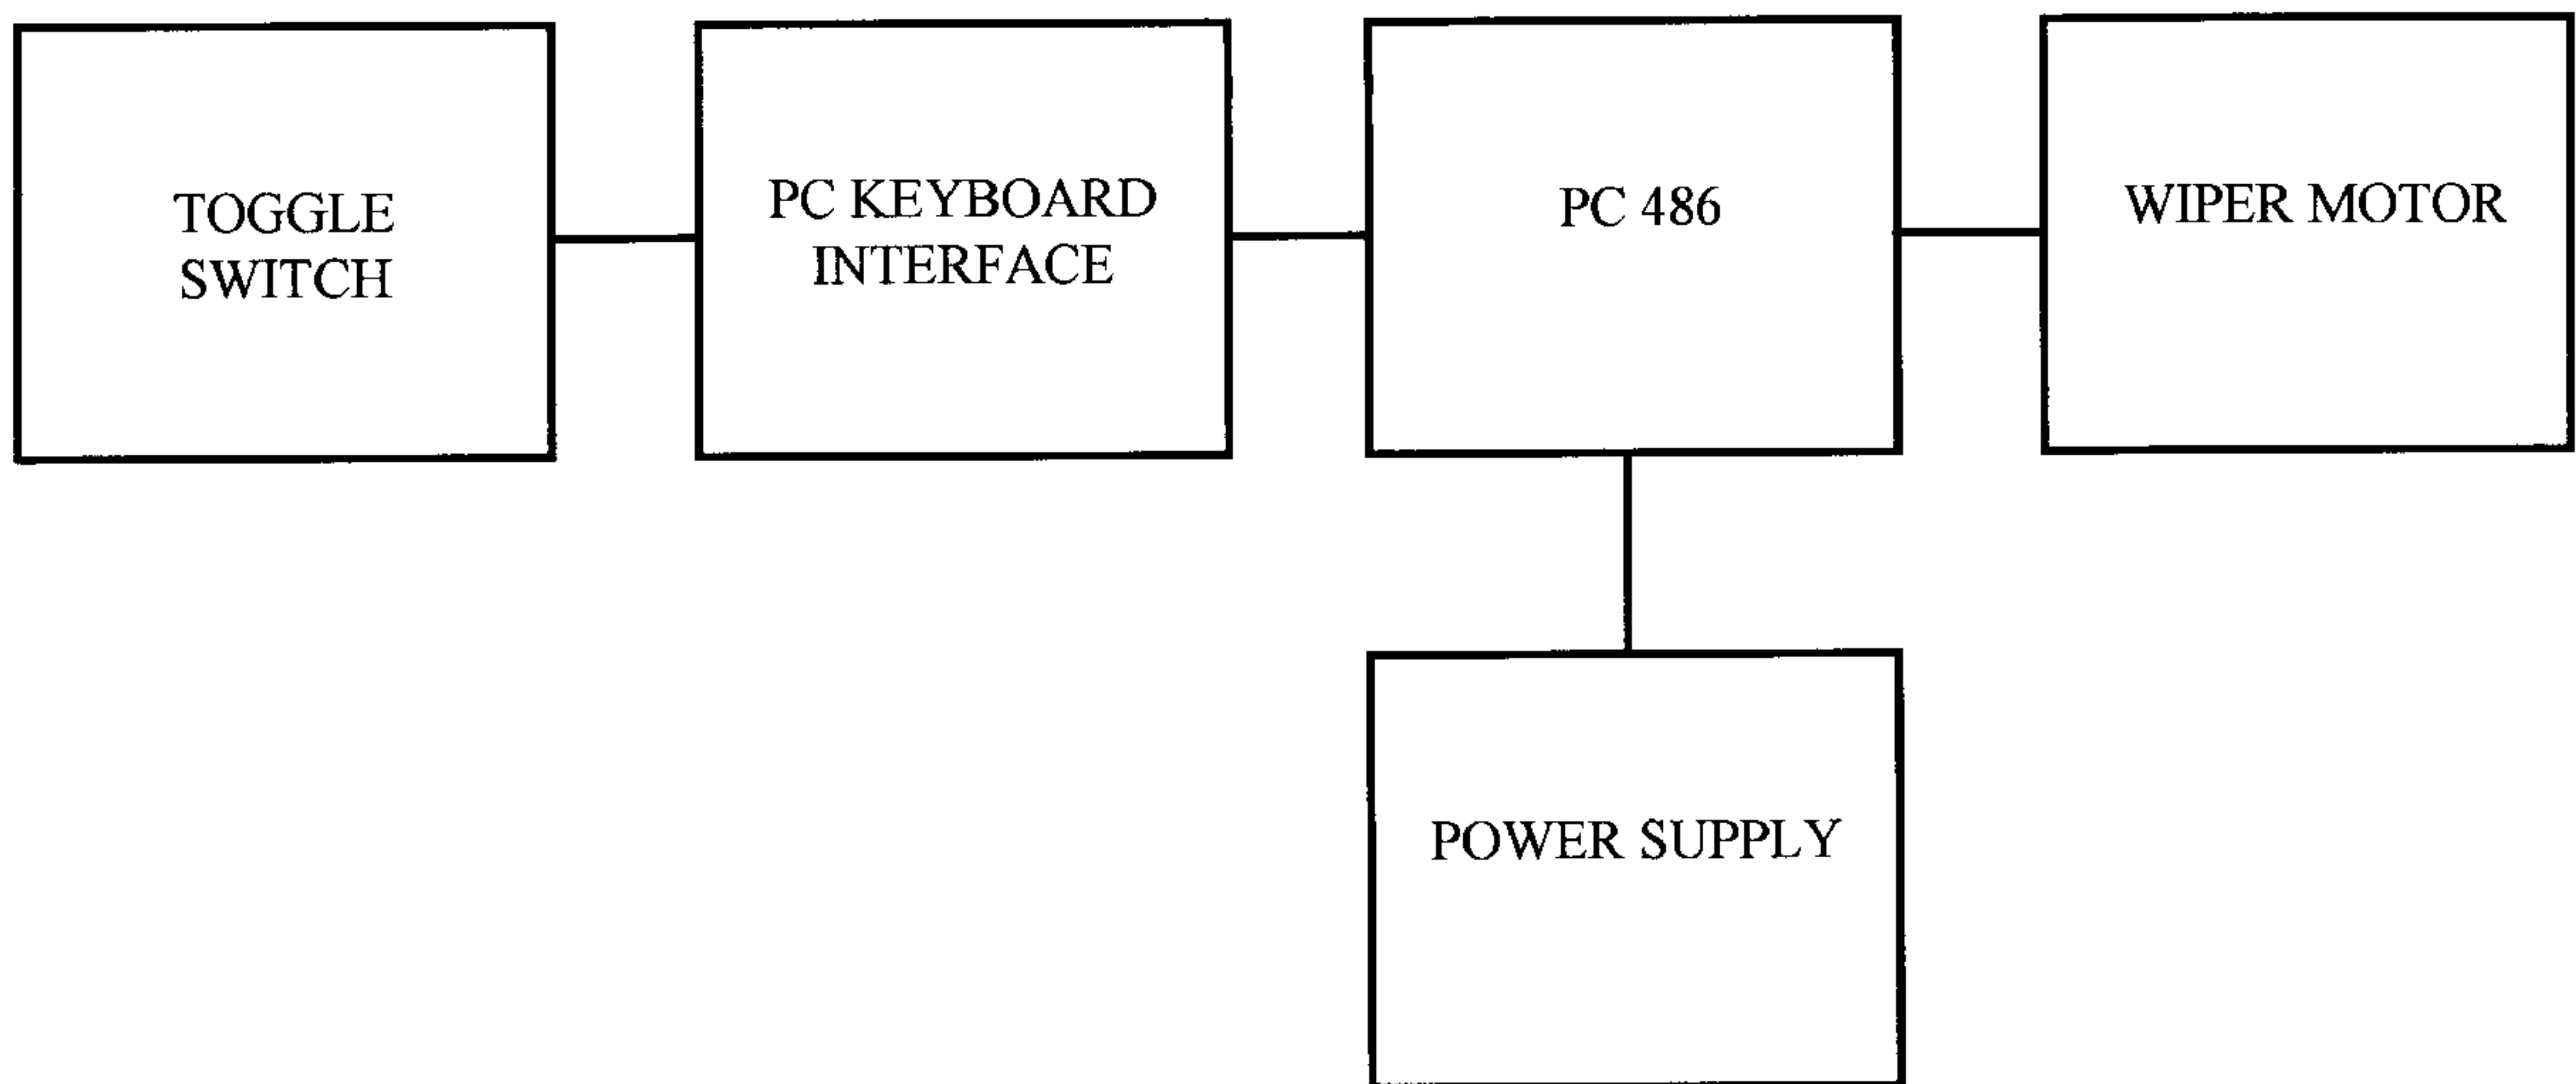 TOGGLE
SWITCH
PC KEYBOARD
INTERFACE
PC 486
WIPER MOTOR
POWER SUPPLY